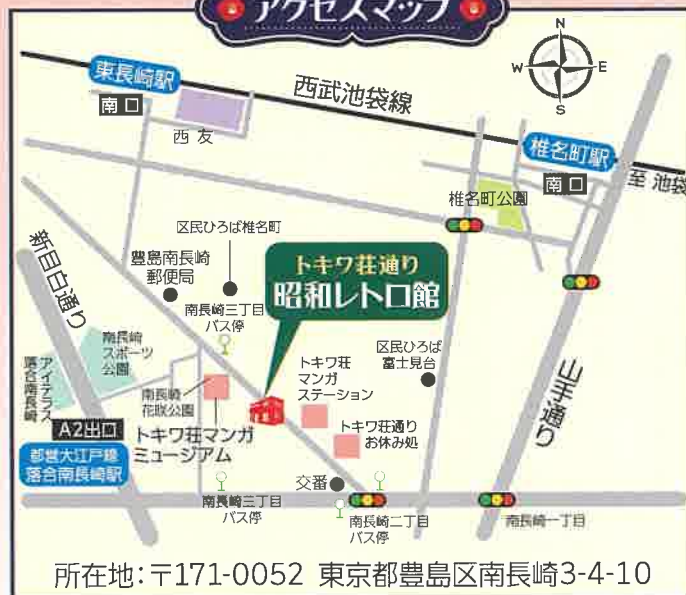 アクセスマップ
N
W
E
S
東長崎駅
南口
西友
西武池袋線
椎名町駅
南口
至 池袋
椎名町公園
区民ひろば椎名町
豊島南長崎
郵便局
トキワ荘通り
昭和レトロ館
新目白通り
南長崎三丁目
バス停
南長崎
スポーツ
公園
アイテラス
落合南長崎
南長崎
花咲公園
トキワ荘
マンガ
ステーション
区民ひろば
富士見台
山手通り
A2出口
トキワ荘マンガ
ミュージアム
トキワ荘通り
お休み処
都営大江戸線
落合南長崎駅
交番
南長崎三丁目
バス停
南長崎二丁目
バス停
南長崎一丁目
所在地:〒171-0052 東京都豊島区南長崎3-4-10